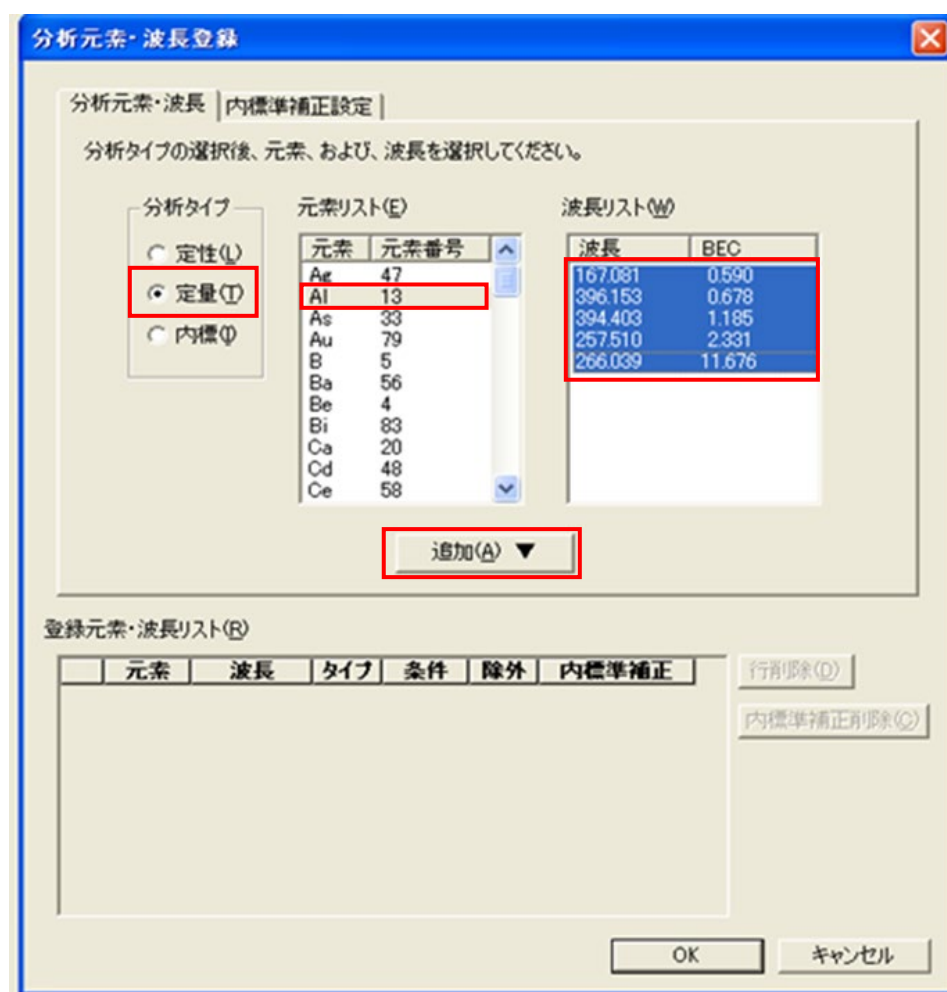 分析元素・波長登録
分析元素・波長 内標準補正設定
分析タイプの選択後、元素、および、波長を選択してください。
分析タイプ
定性(L)
定量(T)
内標(I)
元素リスト(E)
元素 元素番号
Ag 47
Al 13
As 33
Au 79
B 5
Ba 56
Be 4
Bi 83
Ca 20
Cd 48
Ce 58
波長リスト(W)
波長 BEC
167.081 0.590
396.153 0.678
394.403 1.185
257.510 2.331
266.039 11.676
追加(A) ▼
登録元素・波長リスト(R)
元素 波長 タイプ 条件 除外 内標準補正
行削除(D)
内標準補正削除(C)
OK キャンセル